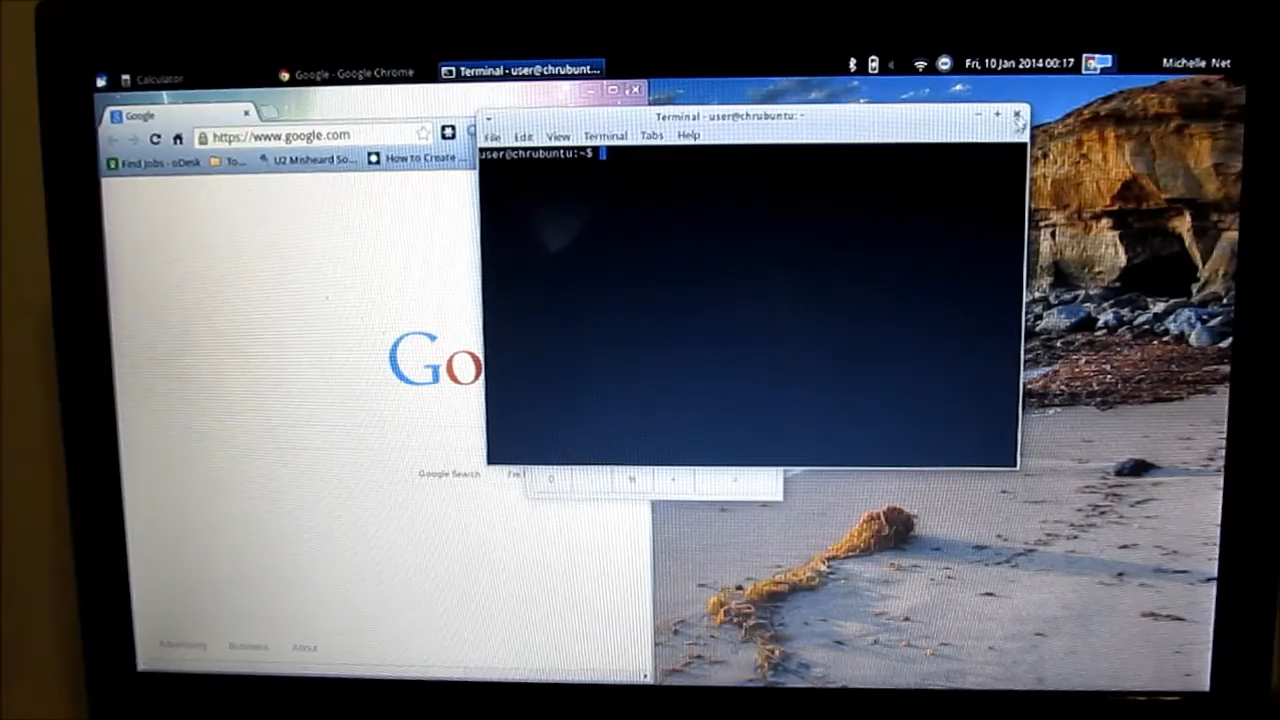 Calculator
Google - Google Chrome
Terminal - user@chrubunt...
Fri, 10 Jan 2014 00:17
Michelle Net
Google
Terminal - user@chrubuntu: ~
https://www.google.com
File Edit View Terminal Tabs Help
Find Jobs - oDesk
To...
U2 Misheard So...
How to Create ...
user@chrubuntu:~$
Go
Google Search
0 % +
Advertising Business About